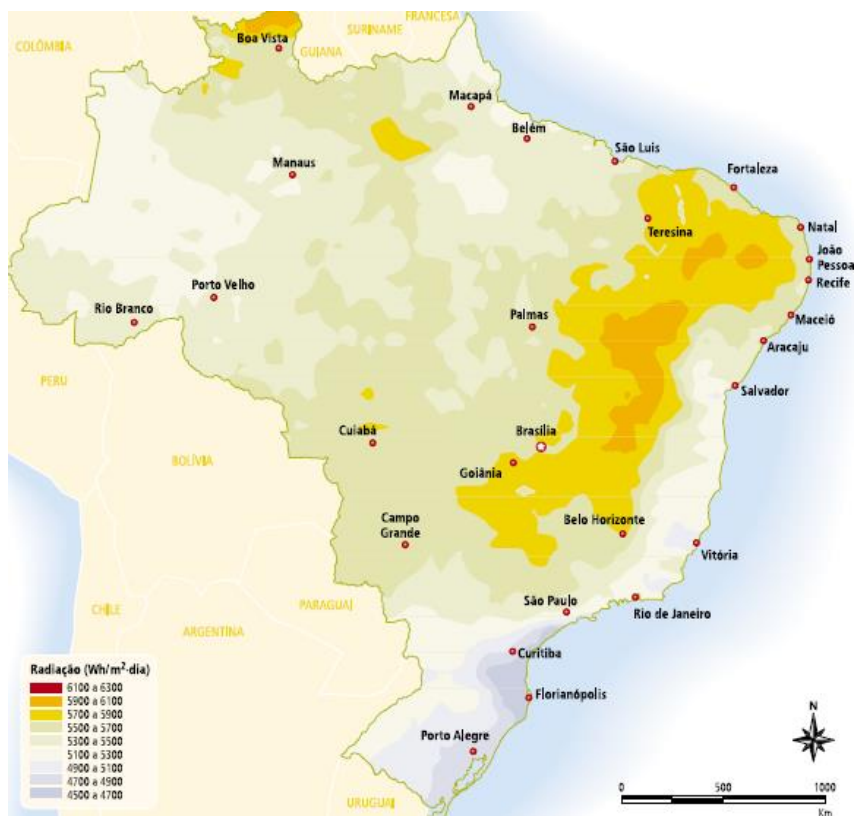 FRANCESA
SURINAME
COLÔMBIA
Boa Vista
GUIANA
Macapá
Belém
São Luis
Manaus
Fortaleza
Teresina
Natal
João
Pessoa
Recife
Porto Velho
Rio Branco
Palmas
Maceió
Aracaju
PERU
Salvador
Cuiabá
Brasília
BOLÍVIA
Goiânia
Campo
Grande
Belo Horizonte
Vitória
CHILE
PARAGUAI
São Paulo
Rio de Janeiro
ARGENTÍNA
Curitiba
Radiação (Wh/m²·dia)
6100 a 6300
5900 a 6100
5700 a 5900
5500 a 5700
5300 a 5500
5100 a 5300
4900 a 5100
4700 a 4900
4500 a 4700
Florianópolis
Porto Alegre
N
URUGUAI
0 500 1000
Km